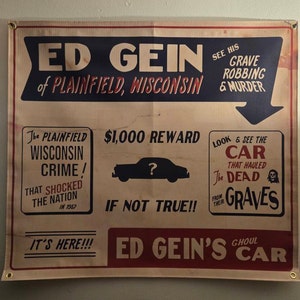 ED GEIN
of PLAINFIELD, WISCONSIN
SEE HIS
GRAVE
ROBBING
& MURDER
The PLAINFIELD
WISCONSIN
CRIME!
THAT SHOCKED
THE NATION
IN 1957
$1,000 REWARD
?
IF NOT TRUE!!
LOOK & SEE THE
CAR
THAT HAULED
The DEAD
FROM THEIR
GRAVES
IT'S HERE!!!
ED GEIN'S GHOUL
CAR